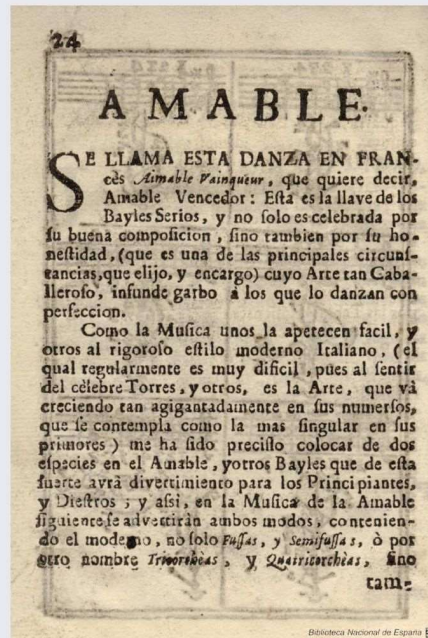 24
AMABLE.
SE LLAMA ESTA DANZA EN FRAN-
cès Aimable Vainqueur, que quiere decir,
Amable Vencedor: Esta es la llave de los
Bayles Serios, y no solo es celebrada por
su buena composicion, sino tambien por su ho-
nestidad, (que es una de las principales circuns-
tancias, que elijo, y encargo) cuyo Arte tan Caba-
lleroso, infunde garbo à los que lo danzan con
perfeccion.
Como la Musica unos la apetecen facil, y
otros al rigoroso estilo moderno Italiano, (el
qual regularmente es muy dificil, pues al sentir
del cèlebre Torres, y otros, es la Arte, que và
creciendo tan agigantadamente en sus numeros,
que se contempla como la mas singular en sus
primores) me ha sido precisso colocar de dos
especies en el Amable, y otros Bayles que de esta
suerte avrà divertimiento para los Principiantes,
y Diestros; y assi, en la Musica de la Amable
siguiente se advertiràn ambos modos, contenien-
do el moderno, no solo Fussas, y Semifussas, ò por
otro nombre Tricorchèas, y Quatricorchèas, sino
tam-
Biblioteca Nacional de España